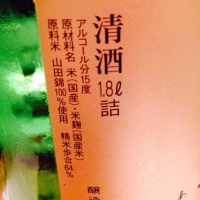 清酒
1.8ℓ詰
アルコール分15度
原材料名 米(国産)・米麹(国産米)
原料米 山田錦100%使用 精米歩合64%
醸造